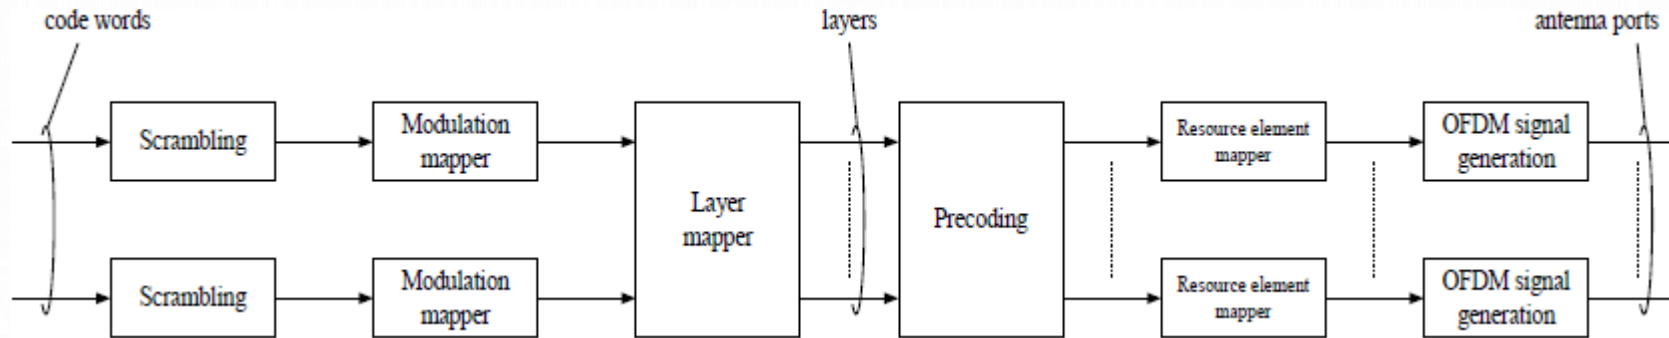 code words
layers
antenna ports
Scrambling
Modulation
mapper
Layer
mapper
Precoding
Resource element
mapper
OFDM signal
generation
Scrambling
Modulation
mapper
Resource element
mapper
OFDM signal
generation